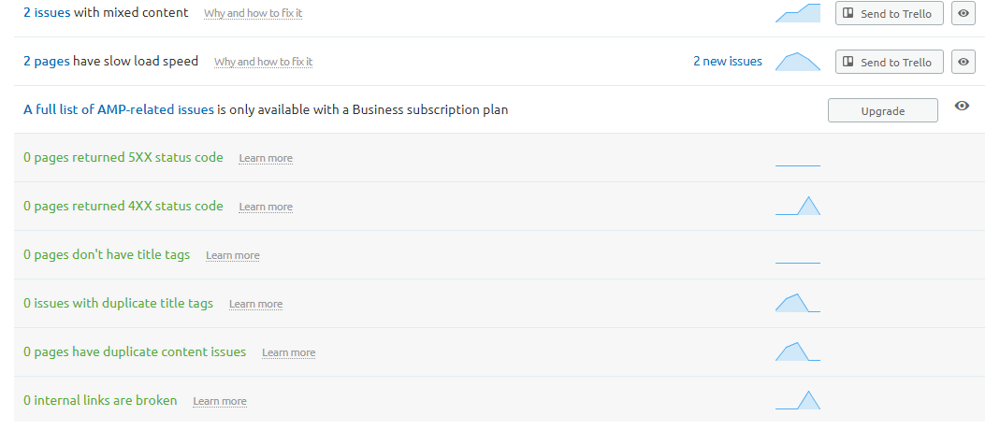 2 issues with mixed content Why and how to fix it Send to Trello
2 pages have slow load speed Why and how to fix it 2 new issues Send to Trello
A full list of AMP-related issues is only available with a Business subscription plan Upgrade
0 pages returned 5XX status code Learn more
0 pages returned 4XX status code Learn more
0 pages don't have title tags Learn more
0 issues with duplicate title tags Learn more
0 pages have duplicate content issues Learn more
0 internal links are broken Learn more